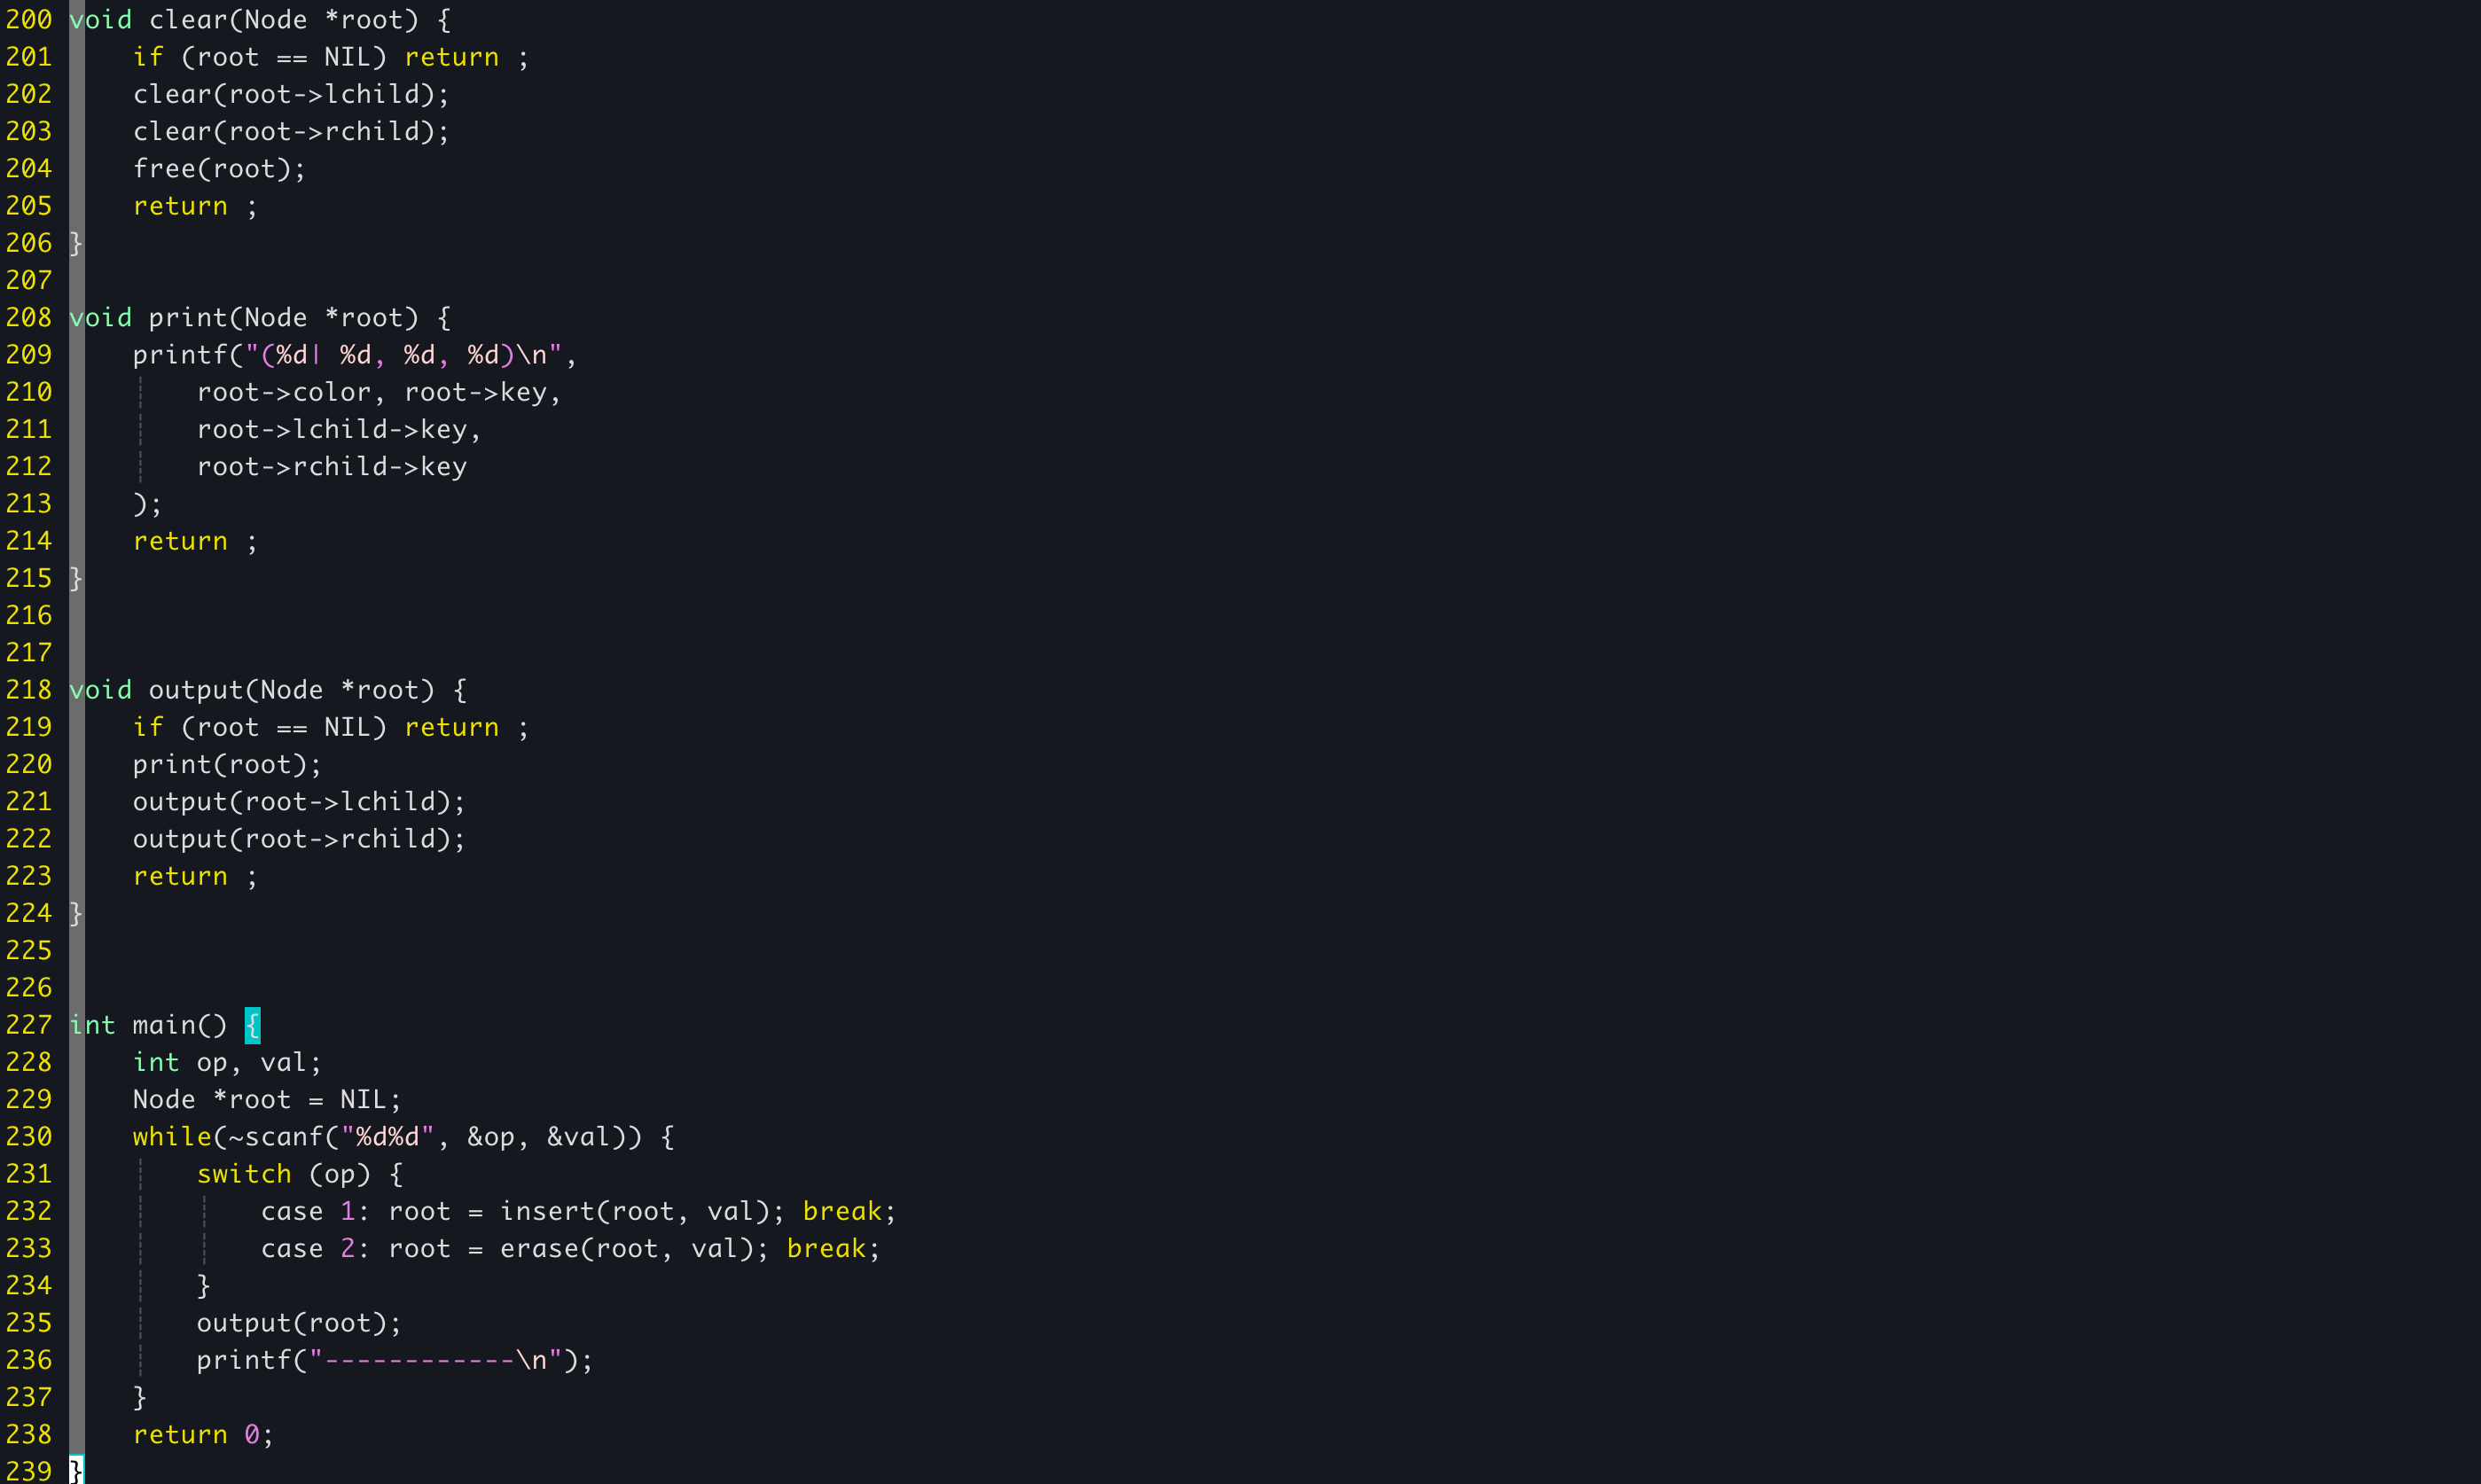 200 void clear(Node *root) {
201     if (root == NIL) return ;
202     clear(root->lchild);
203     clear(root->rchild);
204     free(root);
205     return ;
206 }
207
208 void print(Node *root) {
209     printf("(%d| %d, %d, %d)\n",
210         root->color, root->key,
211         root->lchild->key,
212         root->rchild->key
213     );
214     return ;
215 }
216
217
218 void output(Node *root) {
219     if (root == NIL) return ;
220     print(root);
221     output(root->lchild);
222     output(root->rchild);
223     return ;
224 }
225
226
227 int main() {
228     int op, val;
229     Node *root = NIL;
230     while(~scanf("%d%d", &op, &val)) {
231         switch (op) {
232             case 1: root = insert(root, val); break;
233             case 2: root = erase(root, val); break;
234         }
235         output(root);
236         printf("------------\n");
237     }
238     return 0;
239 }